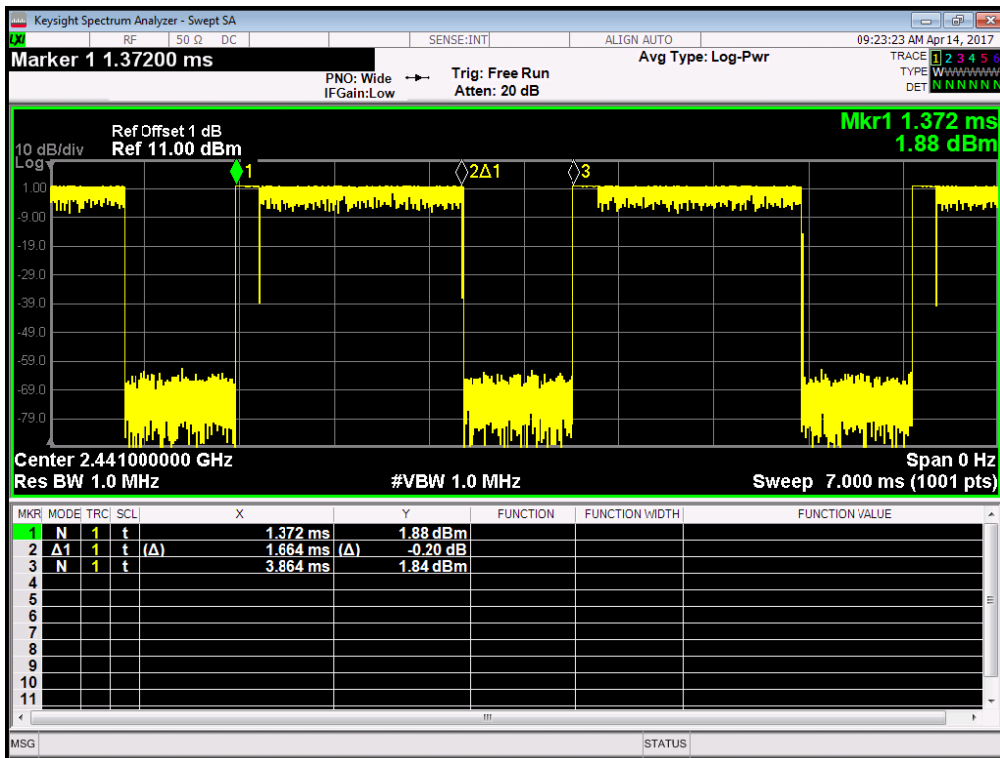 Keysight Spectrum Analyzer - Swept SA
LXI RF 50 Ω DC SENSE:INT ALIGN AUTO 09:23:23 AM Apr 14, 2017
Marker 1 1.37200 ms
PNO: Wide
IFGain:Low
Trig: Free Run
Atten: 20 dB
Avg Type: Log-Pwr
TRACE 1 2 3 4 5 6
TYPE WWWWWW
DET N N N N N N
Mkr1 1.372 ms
1.88 dBm
Ref Offset 1 dB
Ref 11.00 dBm
10 dB/div
Log
1
2Δ1
3
1.00
-9.00
-19.0
-29.0
-39.0
-49.0
-59.0
-69.0
-79.0
Center 2.441000000 GHz Span 0 Hz
Res BW 1.0 MHz #VBW 1.0 MHz Sweep 7.000 ms (1001 pts)
MKR MODE TRC SCL X Y FUNCTION FUNCTION WIDTH FUNCTION VALUE
1 N 1 t 1.372 ms 1.88 dBm
2 Δ1 1 t (Δ) 1.664 ms (Δ) -0.20 dB
3 N 1 t 3.864 ms 1.84 dBm
4
5
6
7
8
9
10
11
MSG STATUS